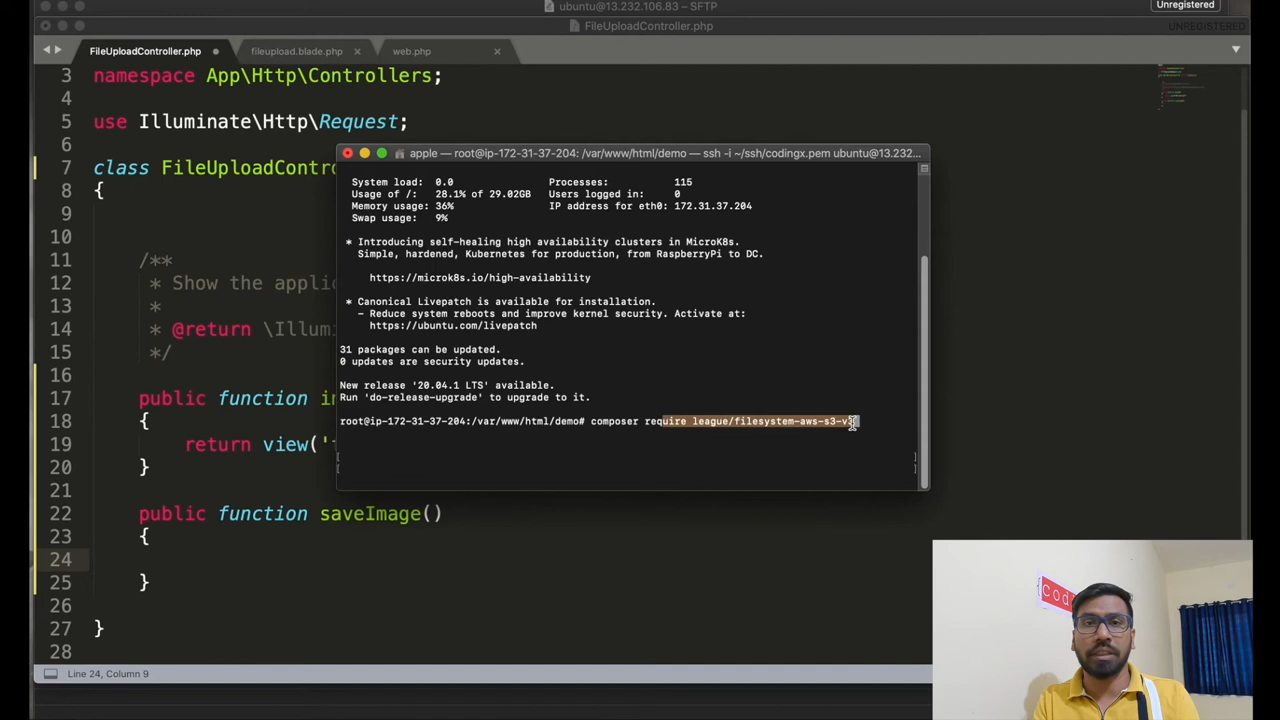 ubuntu@13.232.106.83 - SFTP
Unregistered
FileUploadController.php
UNREGISTERED
FileUploadController.php
fileupload.blade.php
web.php
3 namespace App\Http\Controllers;
4
5 use Illuminate\Http\Request;
6
7 class FileUploadContro
8 {
9
10
11 /**
12 * Show the applic
13 *
14 * @return \Illumi
15 */
16
17 public function in
18 {
19 return view('
20 }
21
22 public function saveImage()
23 {
24
25 }
26
27 }
28
apple — root@ip-172-31-37-204: /var/www/html/demo — ssh -i ~/ssh/codingx.pem ubuntu@13.232...
System load: 0.0 Processes: 115
Usage of /: 28.1% of 29.02GB Users logged in: 0
Memory usage: 36% IP address for eth0: 172.31.37.204
Swap usage: 9%
* Introducing self-healing high availability clusters in MicroK8s.
Simple, hardened, Kubernetes for production, from RaspberryPi to DC.
https://microk8s.io/high-availability
* Canonical Livepatch is available for installation.
- Reduce system reboots and improve kernel security. Activate at:
https://ubuntu.com/livepatch
31 packages can be updated.
0 updates are security updates.
New release '20.04.1 LTS' available.
Run 'do-release-upgrade' to upgrade to it.
root@ip-172-31-37-204:/var/www/html/demo# composer require league/filesystem-aws-s3-v3
Line 24, Column 9